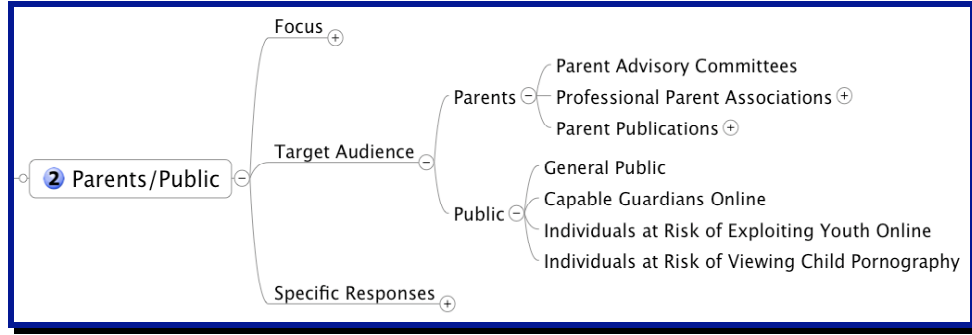 Focus
Parent Advisory Committees
Parents
Professional Parent Associations
Parent Publications
Target Audience
General Public
2 Parents/Public
Capable Guardians Online
Public
Individuals at Risk of Exploiting Youth Online
Individuals at Risk of Viewing Child Pornography
Specific Responses